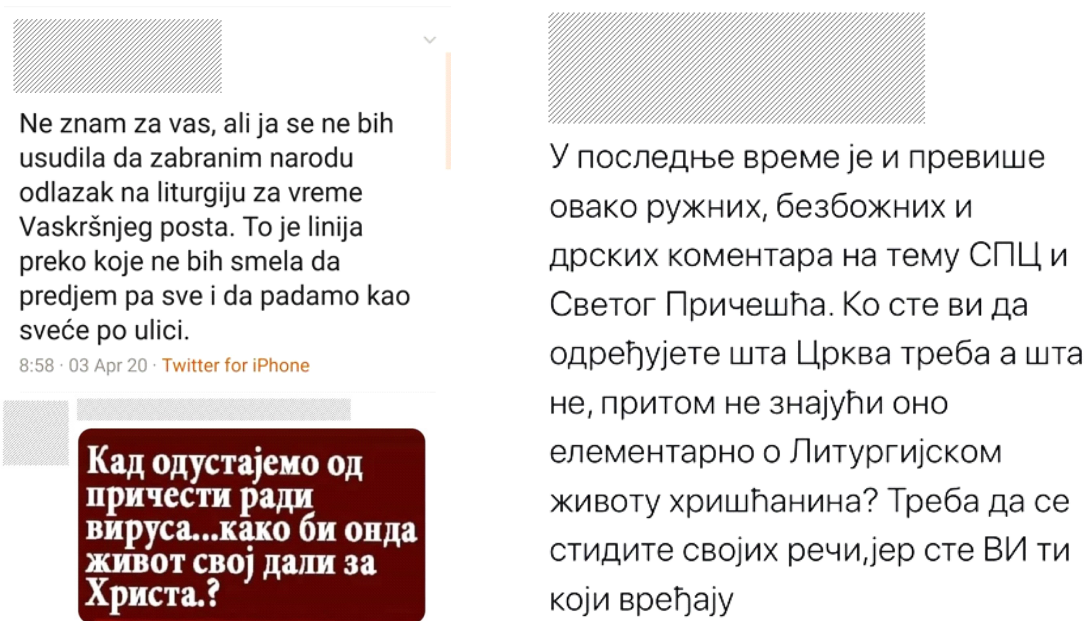 Ne znam za vas, ali ja se ne bih
usudila da zabranim narodu
odlazak na liturgiju za vreme
Vaskršnjeg posta. To je linija
preko koje ne bih smela da
predjem pa sve i da padamo kao
sveće po ulici.
8:58 · 03 Apr 20 · Twitter for iPhone
Кад одустајемо од
причести ради
вируса...како би онда
живот свој дали за
Христа.?
У последње време је и превише
овако ружних, безбожних и
дрских коментара на тему СПЦ и
Светог Причешћа. Ко сте ви да
одређујете шта Црква треба а шта
не, притом не знајући оно
елементарно о Литургијском
животу хришћанина? Треба да се
стидите својих речи,јер сте ВИ ти
који вређају